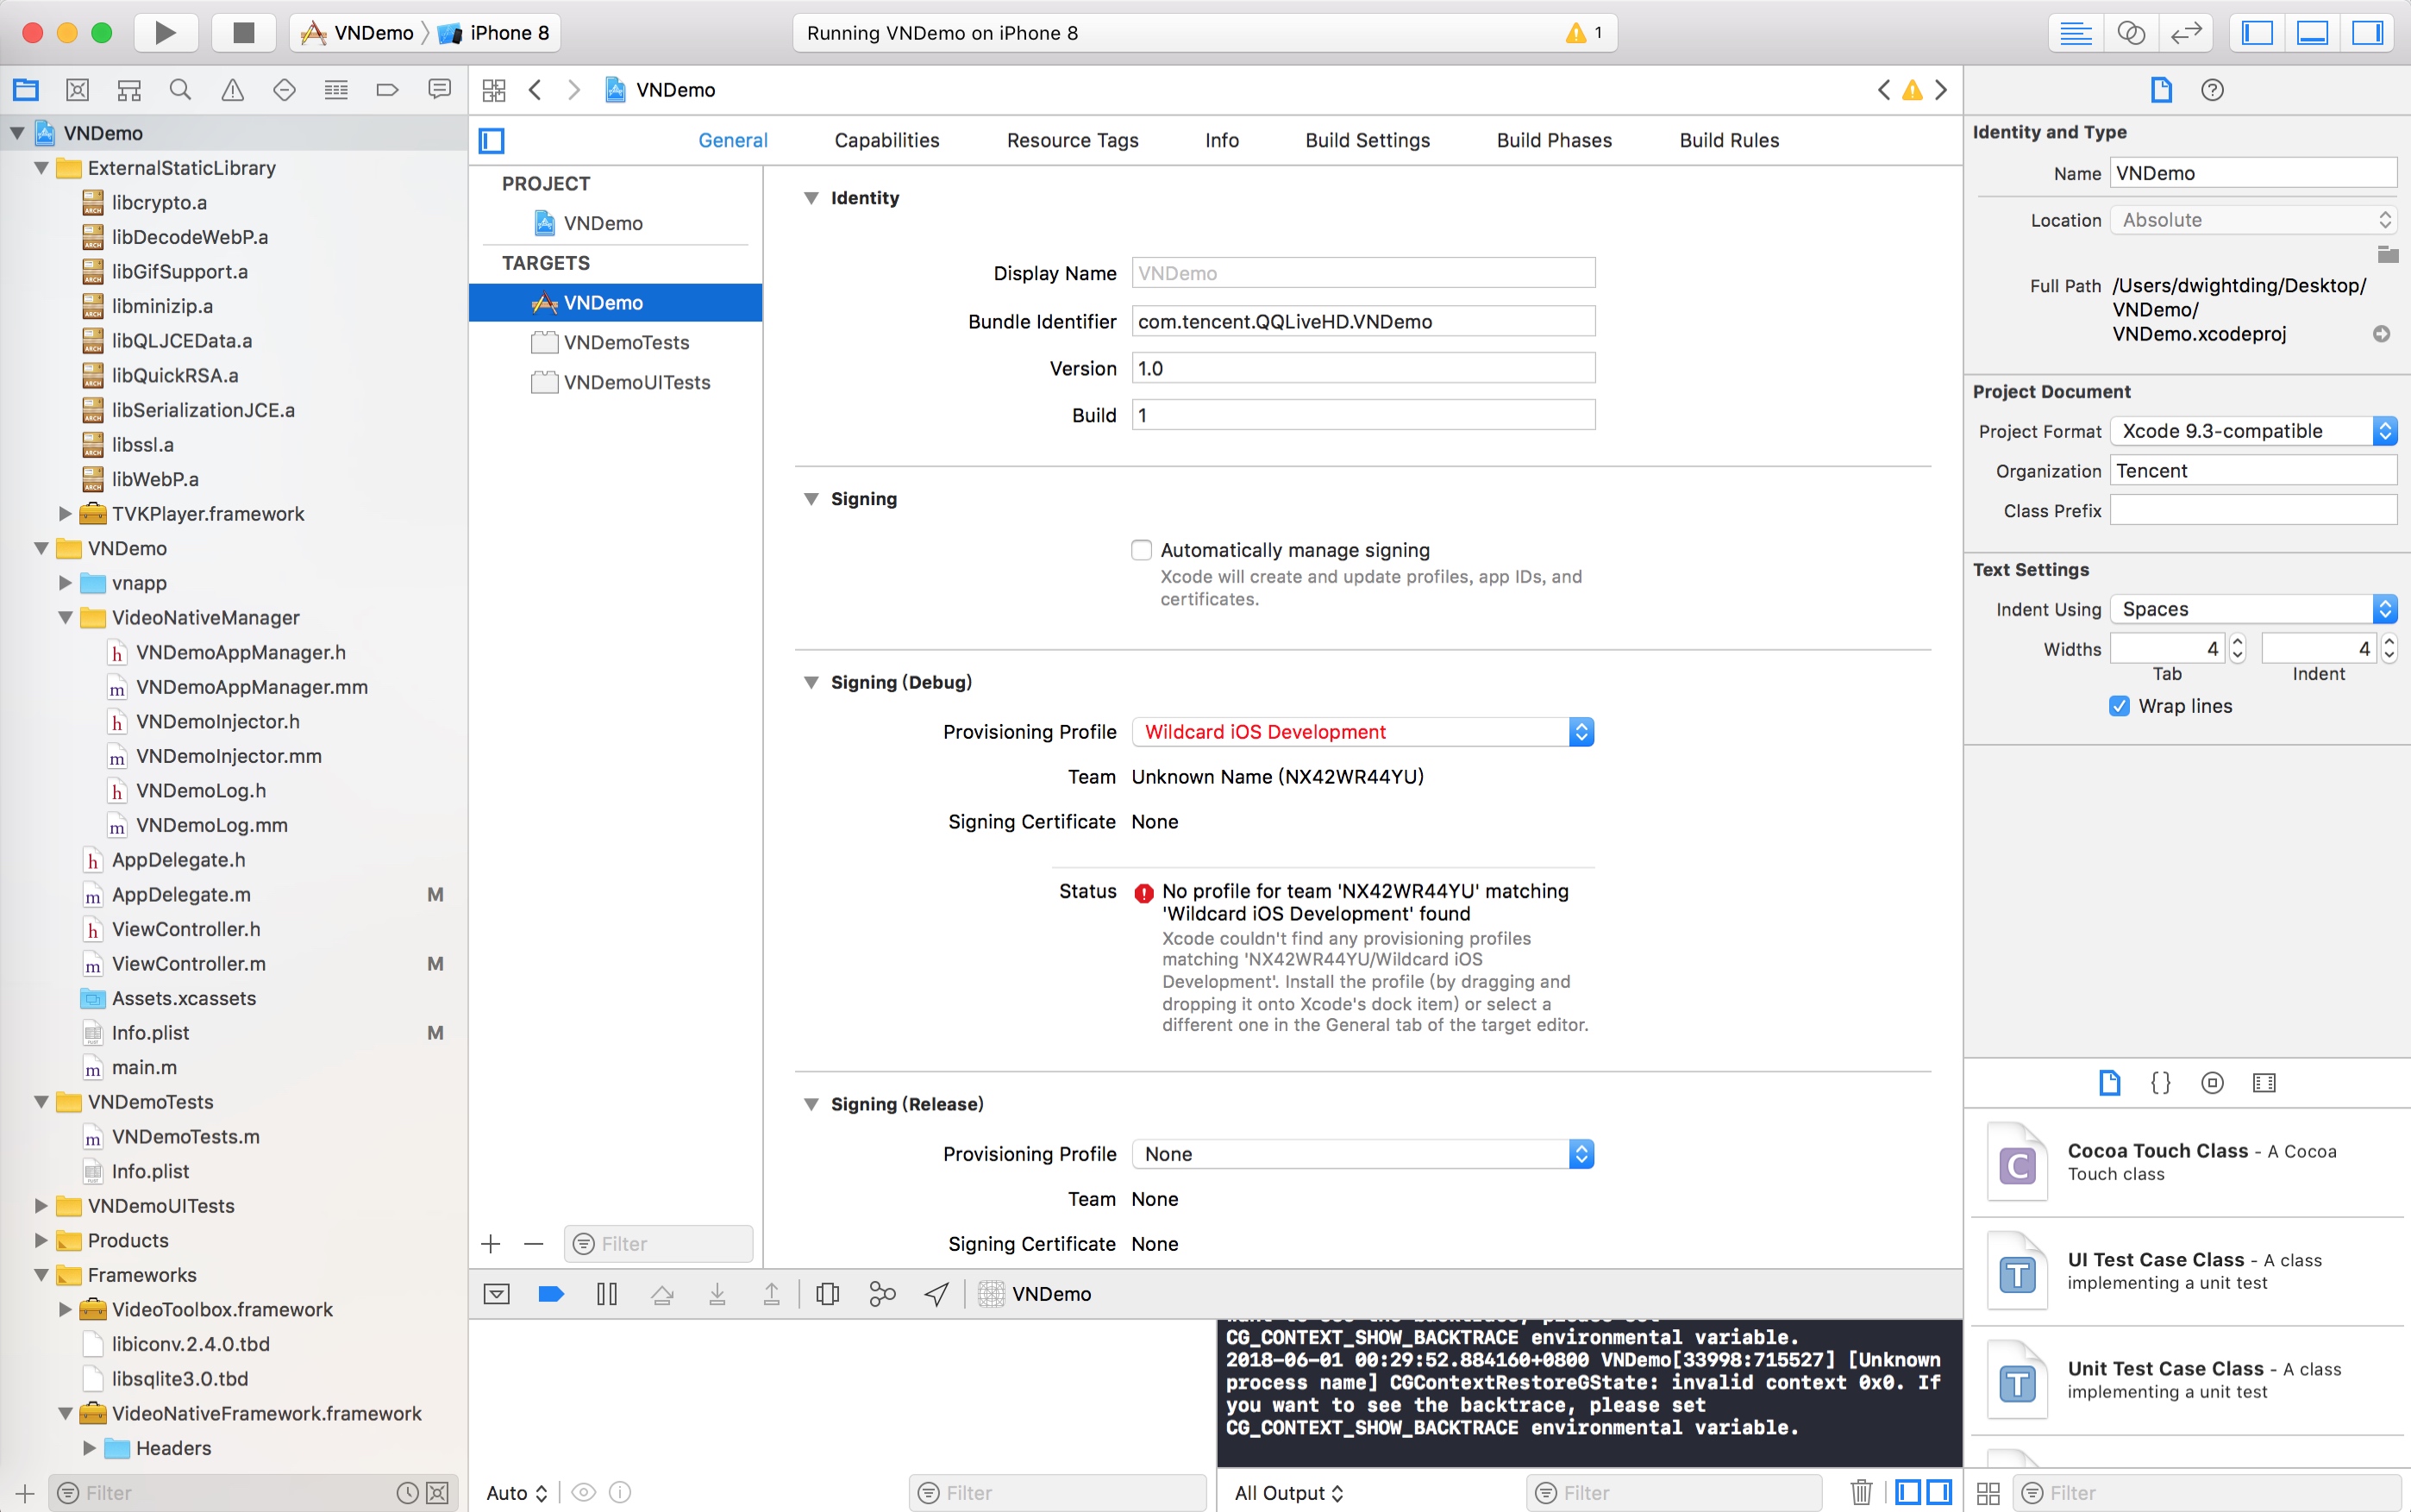 VNDemo
iPhone 8
Running VNDemo on iPhone 8
1
VNDemo
VNDemo
ExternalStaticLibrary
libcrypto.a
libDecodeWebP.a
libGifSupport.a
libminizip.a
libQLJCEData.a
libQuickRSA.a
libSerializationJCE.a
libssl.a
libWebP.a
TVKPlayer.framework
VNDemo
vnapp
VideoNativeManager
VNDemoAppManager.h
VNDemoAppManager.mm
VNDemoInjector.h
VNDemoInjector.mm
VNDemoLog.h
VNDemoLog.mm
AppDelegate.h
AppDelegate.m M
ViewController.h
ViewController.m M
Assets.xcassets
Info.plist M
main.m
VNDemoTests
VNDemoTests.m
Info.plist
VNDemoUITests
Products
Frameworks
VideoToolbox.framework
libiconv.2.4.0.tbd
libsqlite3.0.tbd
VideoNativeFramework.framework
Headers
Filter
General Capabilities Resource Tags Info Build Settings Build Phases Build Rules
PROJECT
VNDemo
TARGETS
VNDemo
VNDemoTests
VNDemoUITests
Filter
Identity
Display Name VNDemo
Bundle Identifier com.tencent.QQLiveHD.VNDemo
Version 1.0
Build 1
Signing
Automatically manage signing
Xcode will create and update profiles, app IDs, and
certificates.
Signing (Debug)
Provisioning Profile Wildcard iOS Development
Team Unknown Name (NX42WR44YU)
Signing Certificate None
Status No profile for team 'NX42WR44YU' matching
'Wildcard iOS Development' found
Xcode couldn't find any provisioning profiles
matching 'NX42WR44YU/Wildcard iOS
Development'. Install the profile (by dragging and
dropping it onto Xcode's dock item) or select a
different one in the General tab of the target editor.
Signing (Release)
Provisioning Profile None
Team None
Signing Certificate None
VNDemo
CG_CONTEXT_SHOW_BACKTRACE environmental variable.
2018-06-01 00:29:52.884160+0800 VNDemo[33998:715527] [Unknown
process name] CGContextRestoreGState: invalid context 0x0. If
you want to see the backtrace, please set
CG_CONTEXT_SHOW_BACKTRACE environmental variable.
Auto
Filter
All Output
Filter
Identity and Type
Name VNDemo
Location Absolute
Full Path /Users/dwightding/Desktop/
VNDemo/
VNDemo.xcodeproj
Project Document
Project Format Xcode 9.3-compatible
Organization Tencent
Class Prefix
Text Settings
Indent Using Spaces
Widths 4 4
Tab Indent
Wrap lines
Cocoa Touch Class - A Cocoa
Touch class
UI Test Case Class - A class
implementing a unit test
Unit Test Case Class - A class
implementing a unit test
Filter